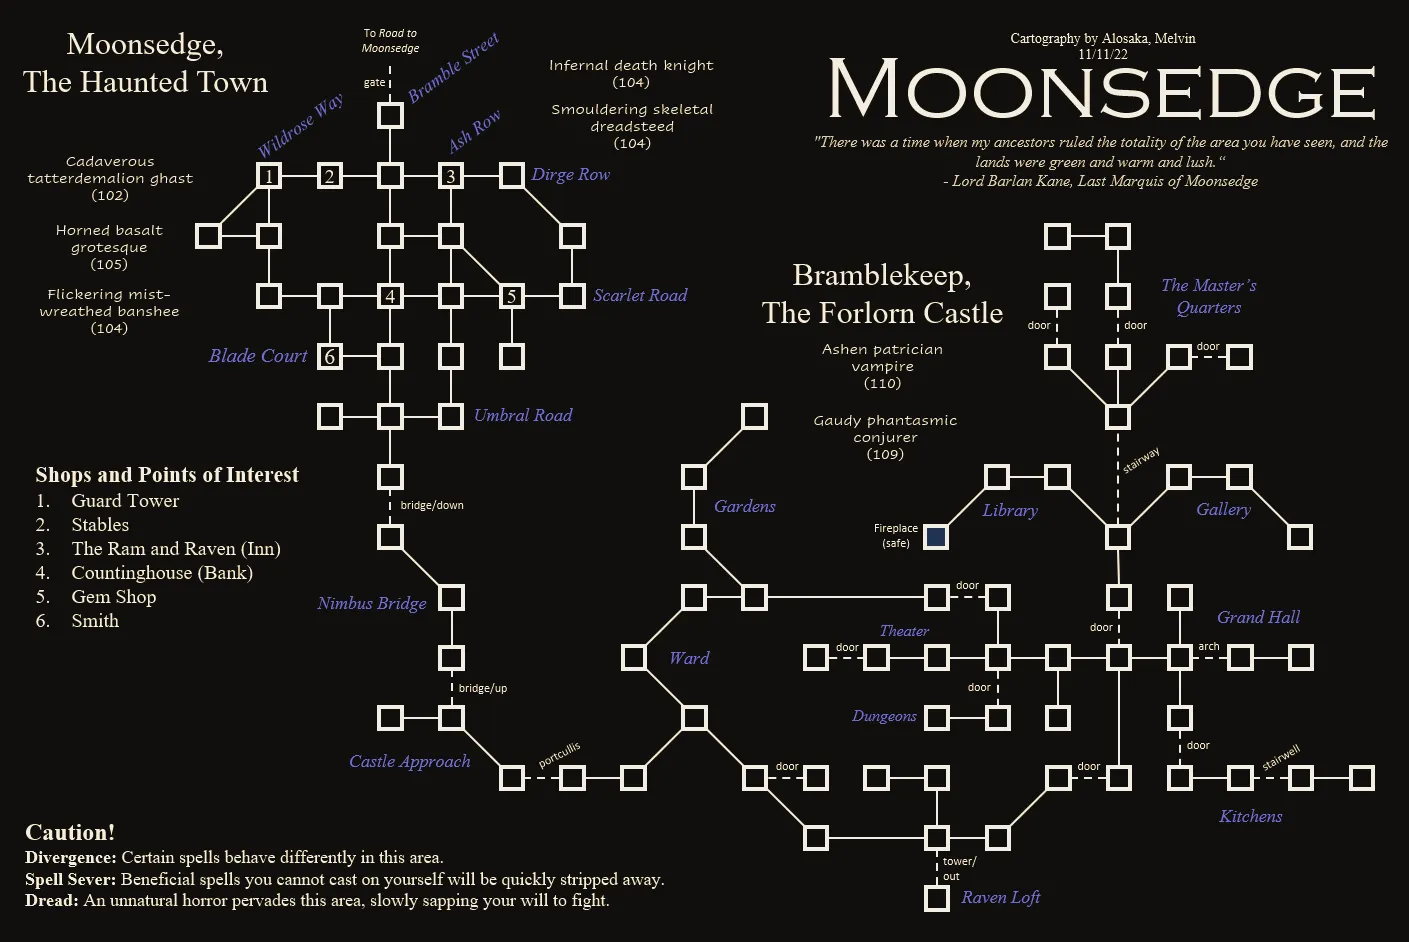 Moonsedge,
The Haunted Town
To Road to
Moonsedge
gate
Bramble Street
Wildrose Way
Ash Row
Dirge Row
Infernal death knight
(104)
Smouldering skeletal
dreadsteed
(104)
Cartography by Alosaka, Melvin
11/11/22
MOONSEDGE
"There was a time when my ancestors ruled the totality of the area you have seen, and the
lands were green and warm and lush.“
- Lord Barlan Kane, Last Marquis of Moonsedge
Cadaverous
tatterdemalion ghast
(102)
Horned basalt
grotesque
(105)
Flickering mist-
wreathed banshee
(104)
1
2
3
4
5
6
Scarlet Road
Blade Court
Umbral Road
Bramblekeep,
The Forlorn Castle
Ashen patrician
vampire
(110)
Gaudy phantasmic
conjurer
(109)
The Master’s
Quarters
door
door
door
stairway
Shops and Points of Interest
1. Guard Tower
2. Stables
3. The Ram and Raven (Inn)
4. Countinghouse (Bank)
5. Gem Shop
6. Smith
bridge/down
Nimbus Bridge
bridge/up
Castle Approach
portcullis
Gardens
Ward
Fireplace
(safe)
Library
Gallery
door
Theater
door
door
Grand Hall
arch
door
Dungeons
door
door
door
stairwell
Kitchens
tower/
out
Raven Loft
Caution!
Divergence: Certain spells behave differently in this area.
Spell Sever: Beneficial spells you cannot cast on yourself will be quickly stripped away.
Dread: An unnatural horror pervades this area, slowly sapping your will to fight.